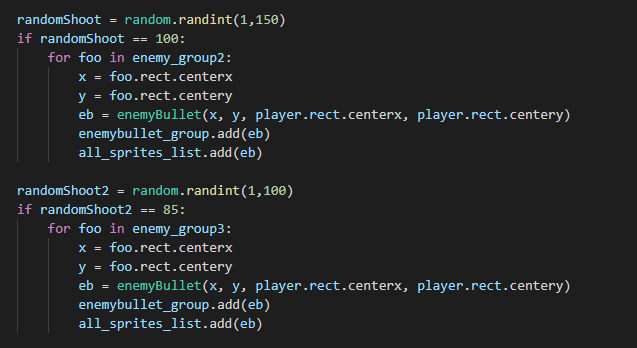 randomShoot = random.randint(1,150)
if randomShoot == 100:
    for foo in enemy_group2:
        x = foo.rect.centerx
        y = foo.rect.centery
        eb = enemyBullet(x, y, player.rect.centerx, player.rect.centery)
        enemybullet_group.add(eb)
        all_sprites_list.add(eb)

randomShoot2 = random.randint(1,100)
if randomShoot2 == 85:
    for foo in enemy_group3:
        x = foo.rect.centerx
        y = foo.rect.centery
        eb = enemyBullet(x, y, player.rect.centerx, player.rect.centery)
        enemybullet_group.add(eb)
        all_sprites_list.add(eb)